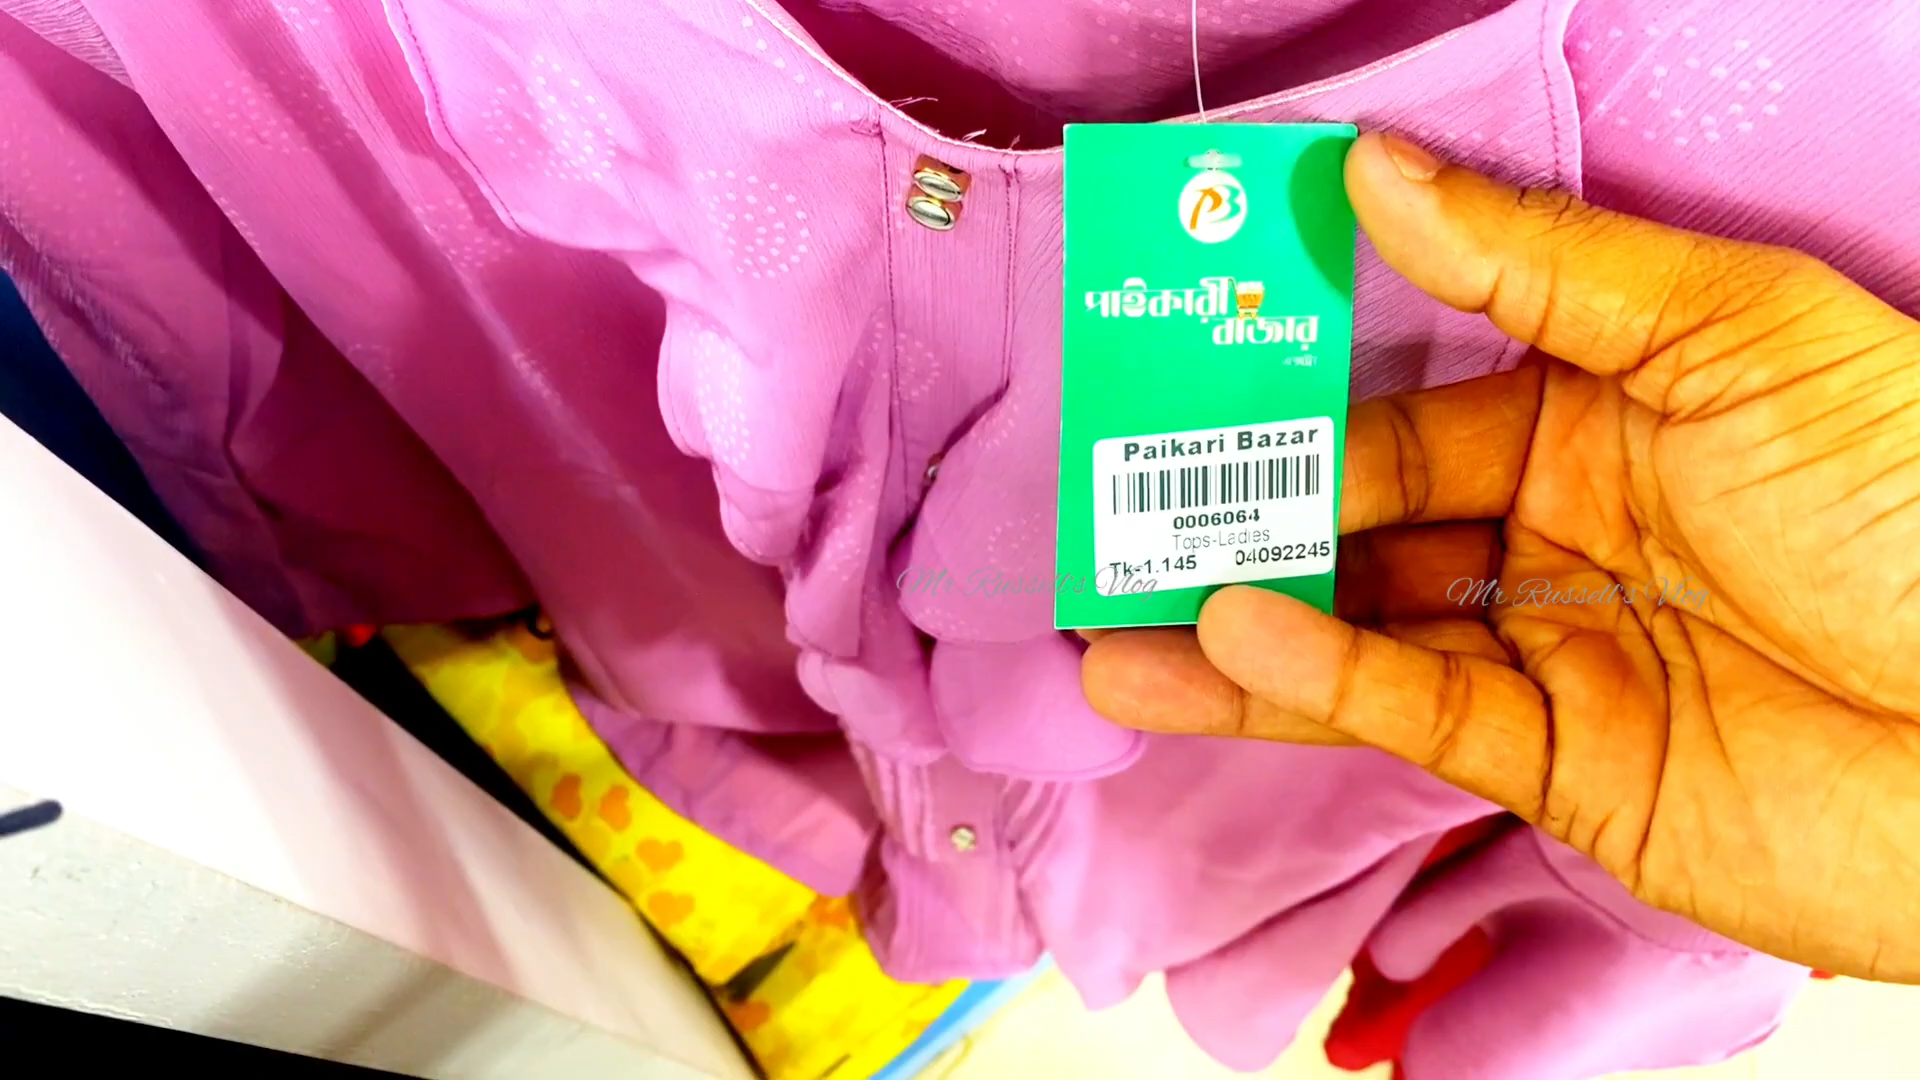 PB
পাইকারী
বাজার
Paikari Bazar
0006064
Tops-Ladies
Tk-1,145 04092245
Mr Russell's Vlog
Mr Russell's Vlog